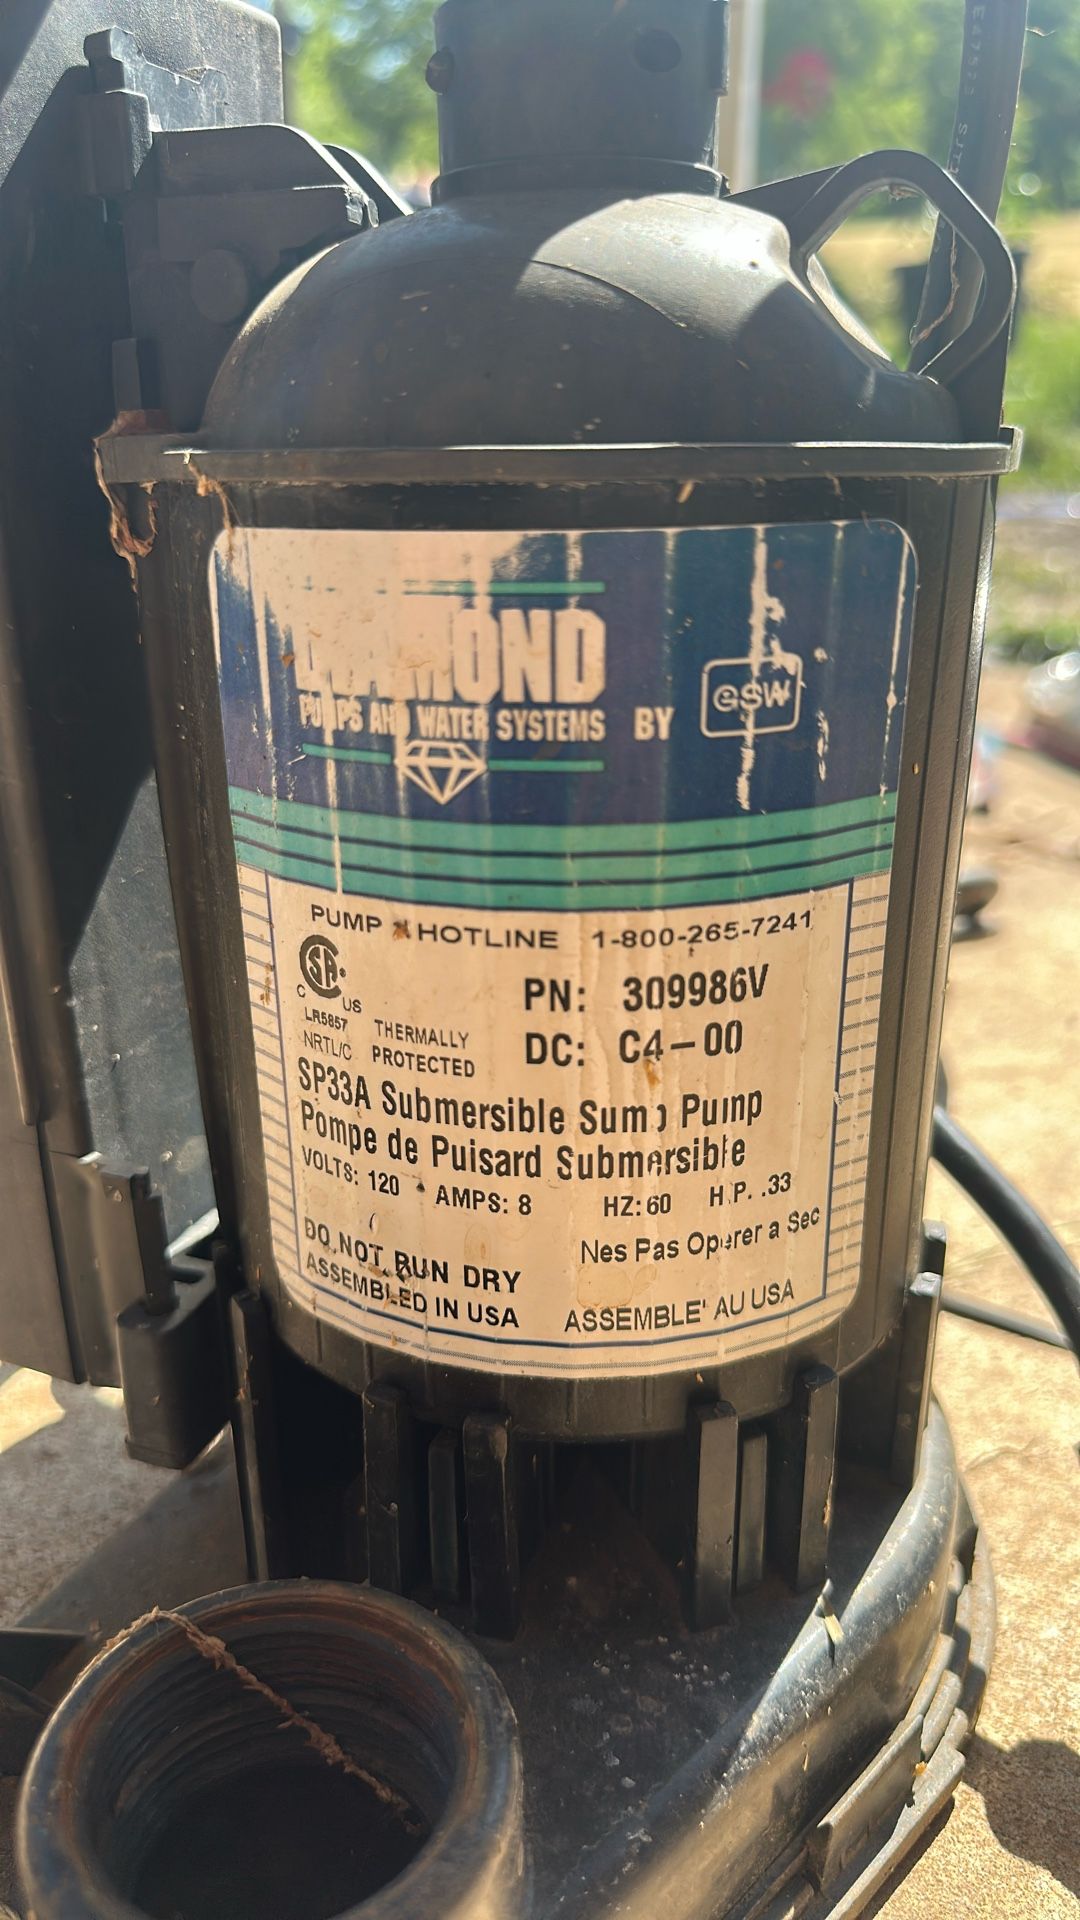 DIAMOND
PUMPS AND WATER SYSTEMS BY GSW
PUMP HOTLINE 1-800-265-7241
CSA
C US
LR5857
NRTL/C
THERMALLY
PROTECTED
PN: 309986V
DC: C4-00
SP33A Submersible Sump Pump
Pompe de Puisard Submersible
VOLTS: 120 AMPS: 8 HZ: 60 H.P. .33
DO NOT RUN DRY Nes Pas Operer a Sec
ASSEMBLED IN USA ASSEMBLE' AU USA